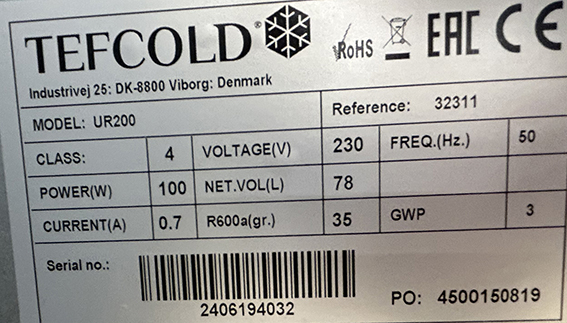 TEFCOLD®
RoHS
EAC CE
Industrivej 25: DK-8800 Viborg: Denmark
MODEL: UR200 Reference: 32311
CLASS: 4 VOLTAGE(V) 230 FREQ.(Hz.) 50
POWER(W) 100 NET.VOL(L) 78
CURRENT(A) 0.7 R600a(gr.) 35 GWP 3
Serial no.:
2406194032
PO: 4500150819